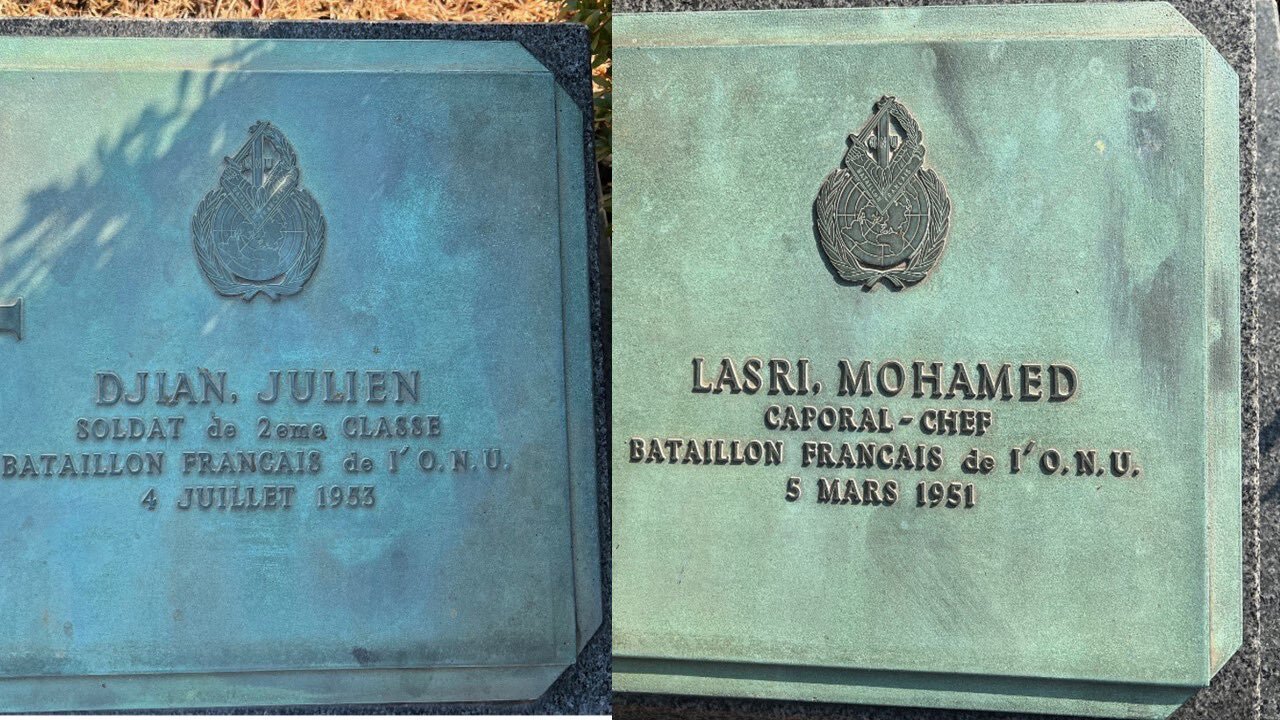 DJIAN, JULIEN
SOLDAT de 2eme CLASSE
BATAILLON FRANCAIS de l'O.N.U.
4 JUILLET 1953
LASRI, MOHAMED
CAPORAL-CHEF
BATAILLON FRANCAIS de l'O.N.U.
5 MARS 1951